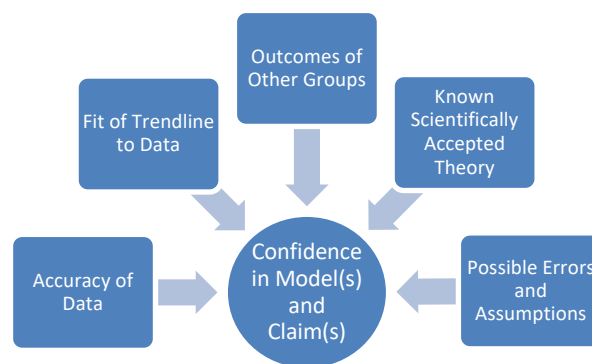 Outcomes of
Other Groups
Fit of Trendline
to Data
Known
Scientifically
Accepted
Theory
Accuracy of
Data
Confidence
in Model(s)
and
Claim(s)
Possible Errors
and
Assumptions